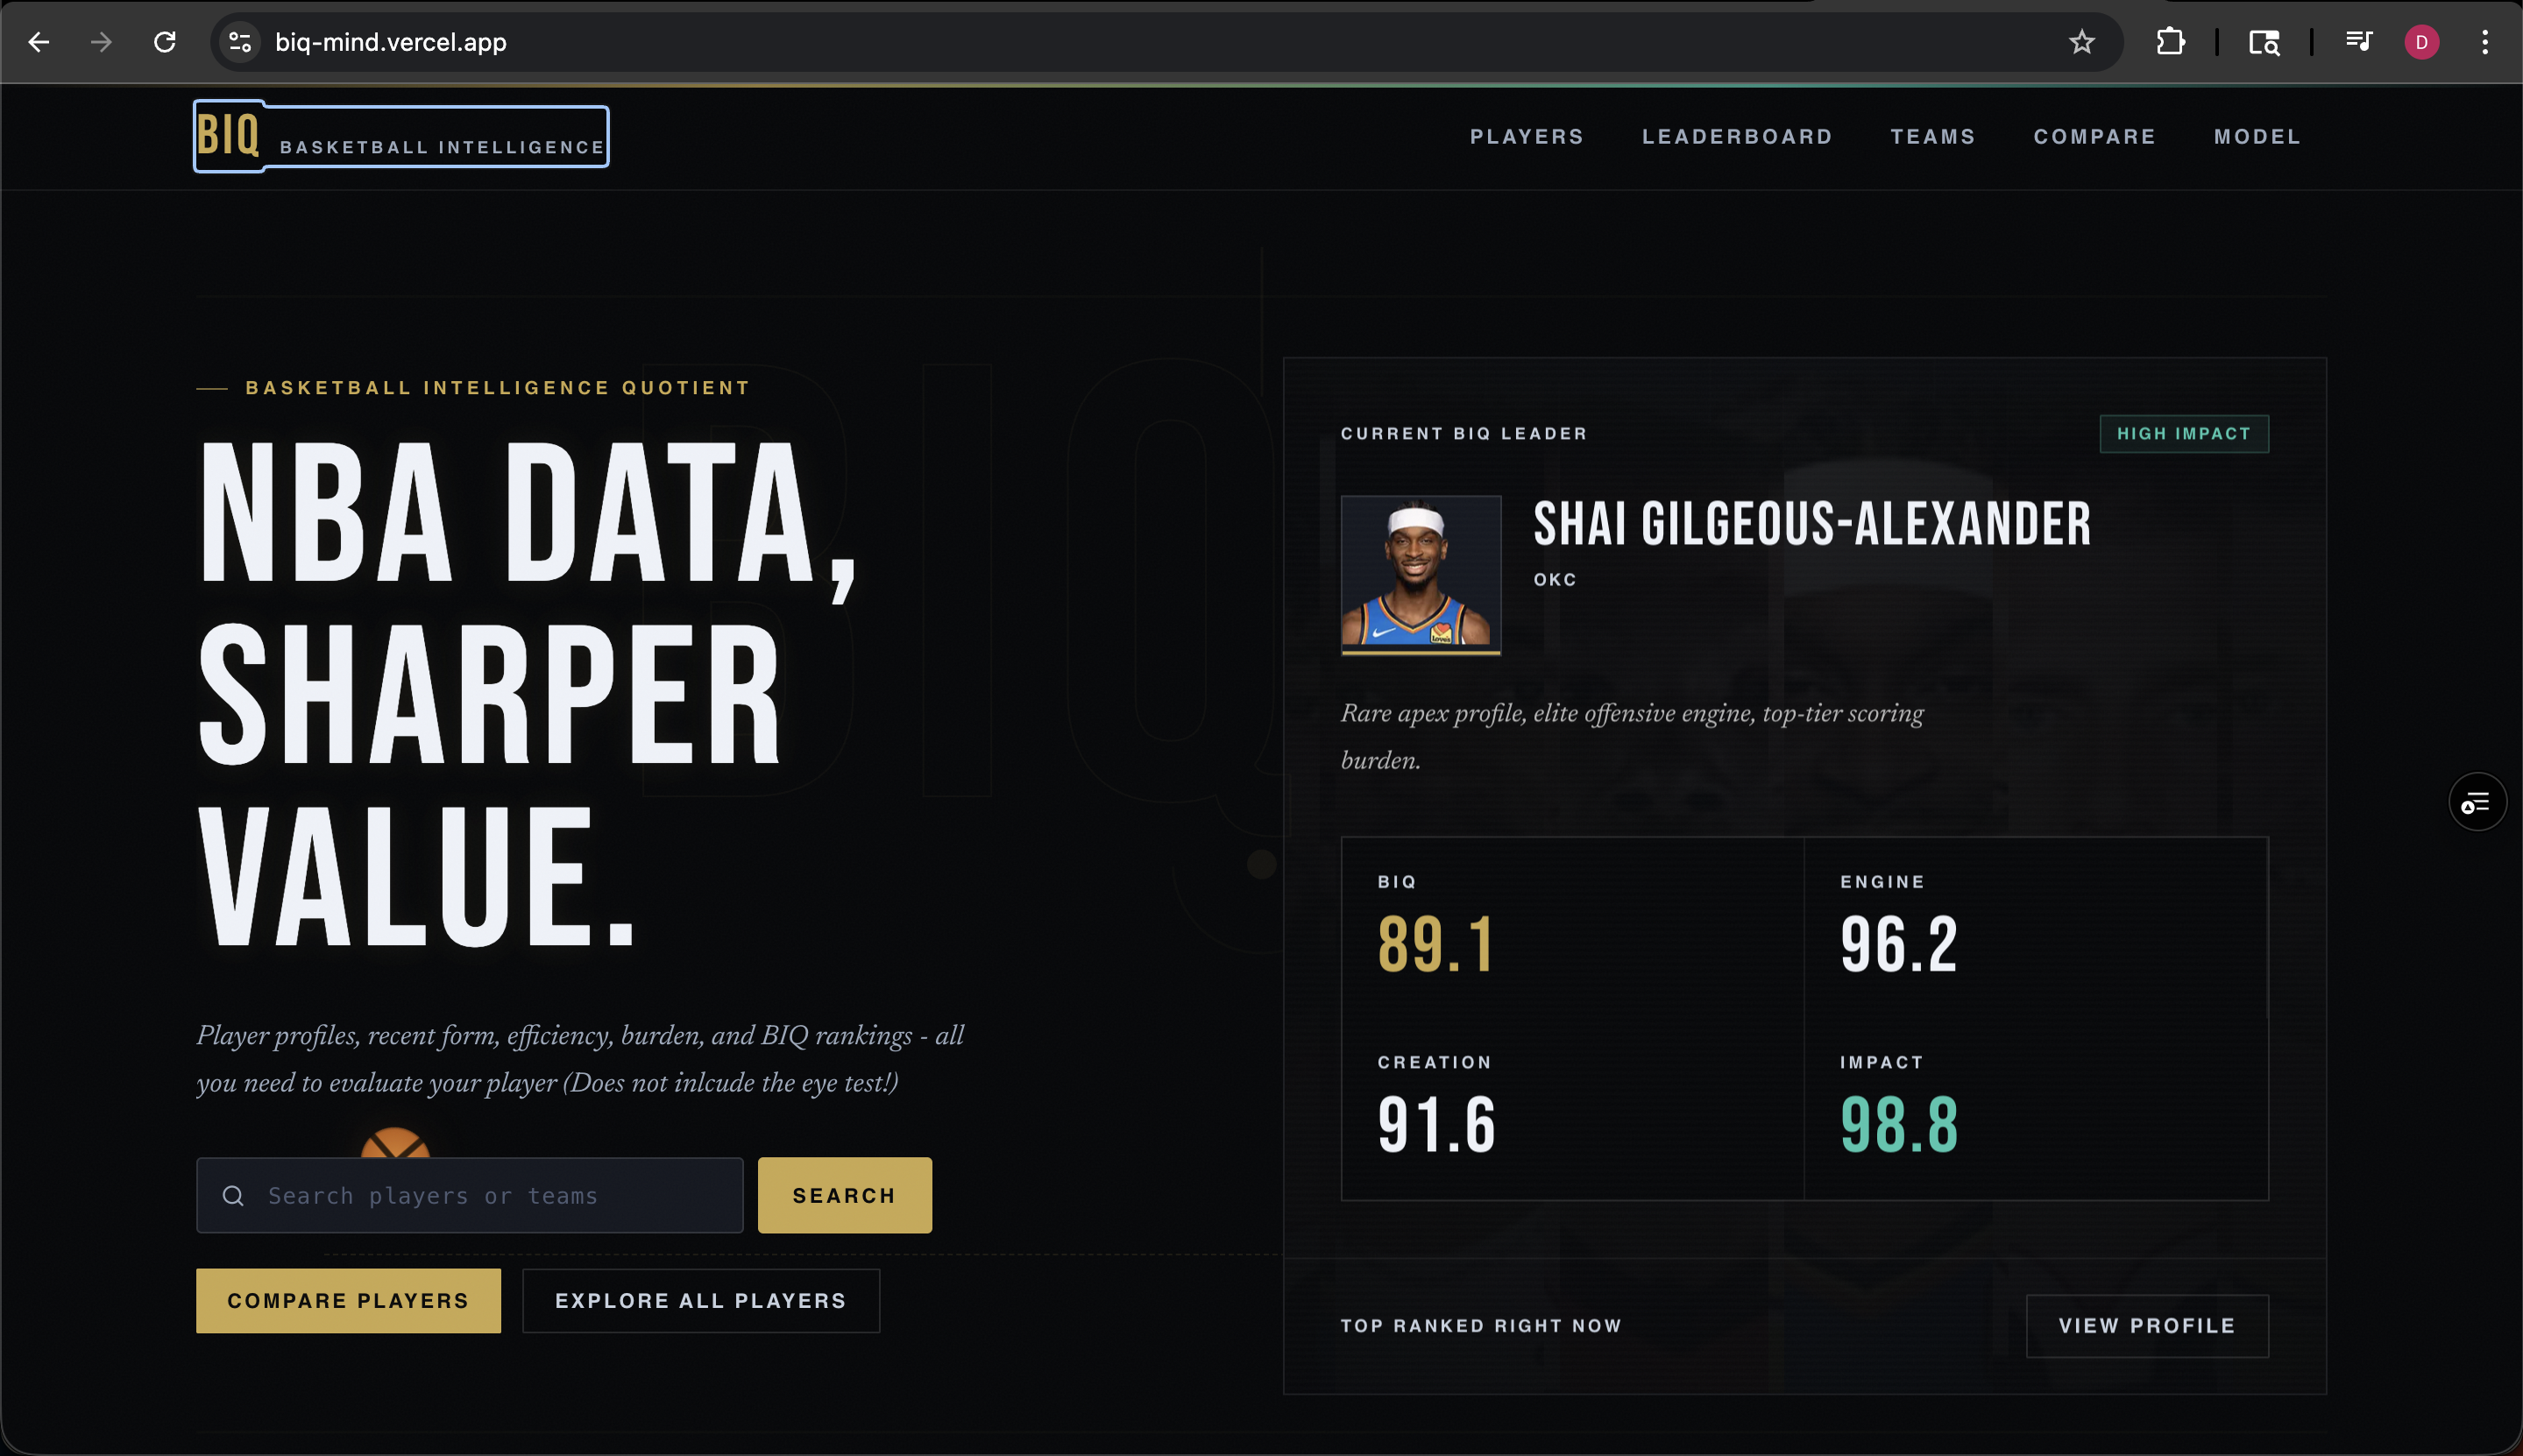 biq-mind.vercel.app
D
BIQ BASKETBALL INTELLIGENCE
PLAYERS LEADERBOARD TEAMS COMPARE MODEL
BIQ
BASKETBALL INTELLIGENCE QUOTIENT
NBA DATA,
SHARPER
VALUE.
Player profiles, recent form, efficiency, burden, and BIQ rankings - all
you need to evaluate your player (Does not inlcude the eye test!)
Search players or teams
SEARCH
COMPARE PLAYERS
EXPLORE ALL PLAYERS
CURRENT BIQ LEADER
HIGH IMPACT
SHAI GILGEOUS-ALEXANDER
OKC
Rare apex profile, elite offensive engine, top-tier scoring
burden.
BIQ
89.1
ENGINE
96.2
CREATION
91.6
IMPACT
98.8
TOP RANKED RIGHT NOW
VIEW PROFILE